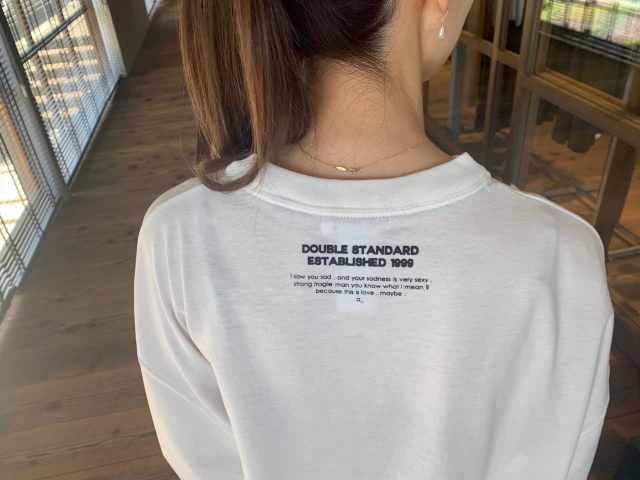 DOUBLE STANDARD
ESTABLISHED 1999
I saw you sad . and your sadness is very sexy .
strong fragile man you know what I mean !!
because this is love .. maybe .